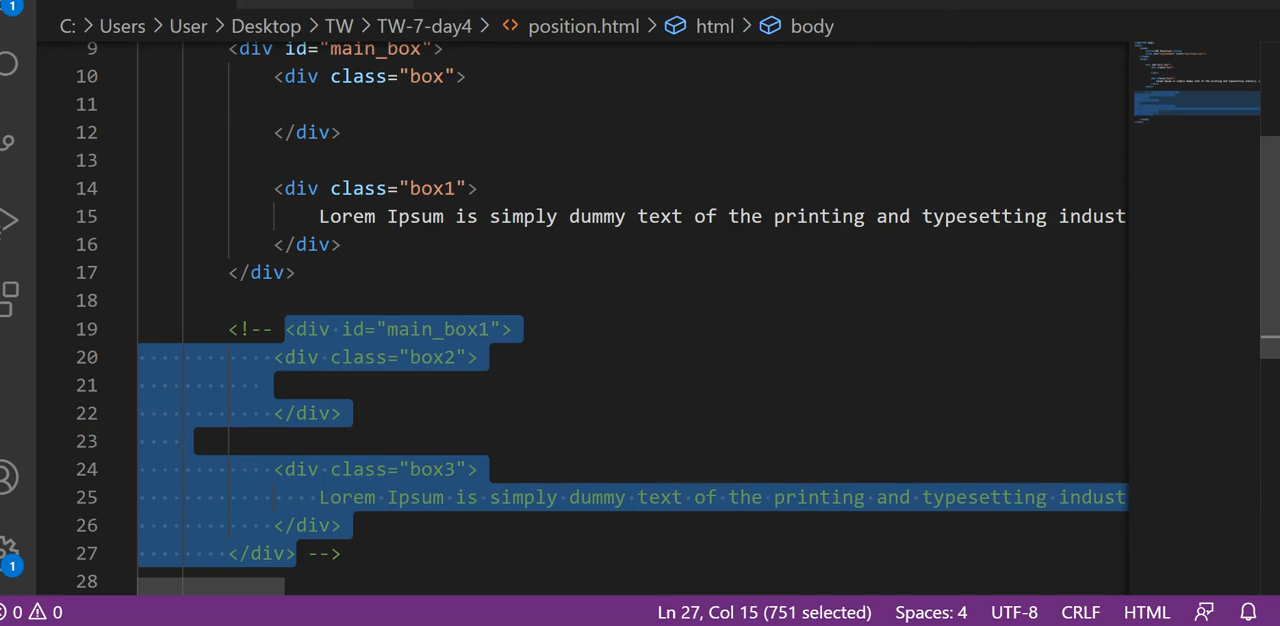 1
C: > Users > User > Desktop > TW > TW-7-day4 > <> position.html > html > body
9 <div id="main_box">
10 <div class="box">
11
12 </div>
13
14 <div class="box1">
15 Lorem Ipsum is simply dummy text of the printing and typesetting indust
16 </div>
17 </div>
18
19 <!-- <div id="main_box1">
20 <div class="box2">
21
22 </div>
23
24 <div class="box3">
25 Lorem Ipsum is simply dummy text of the printing and typesetting indust
26 </div>
27 </div> -->
28
1
0 0 Ln 27, Col 15 (751 selected) Spaces: 4 UTF-8 CRLF HTML